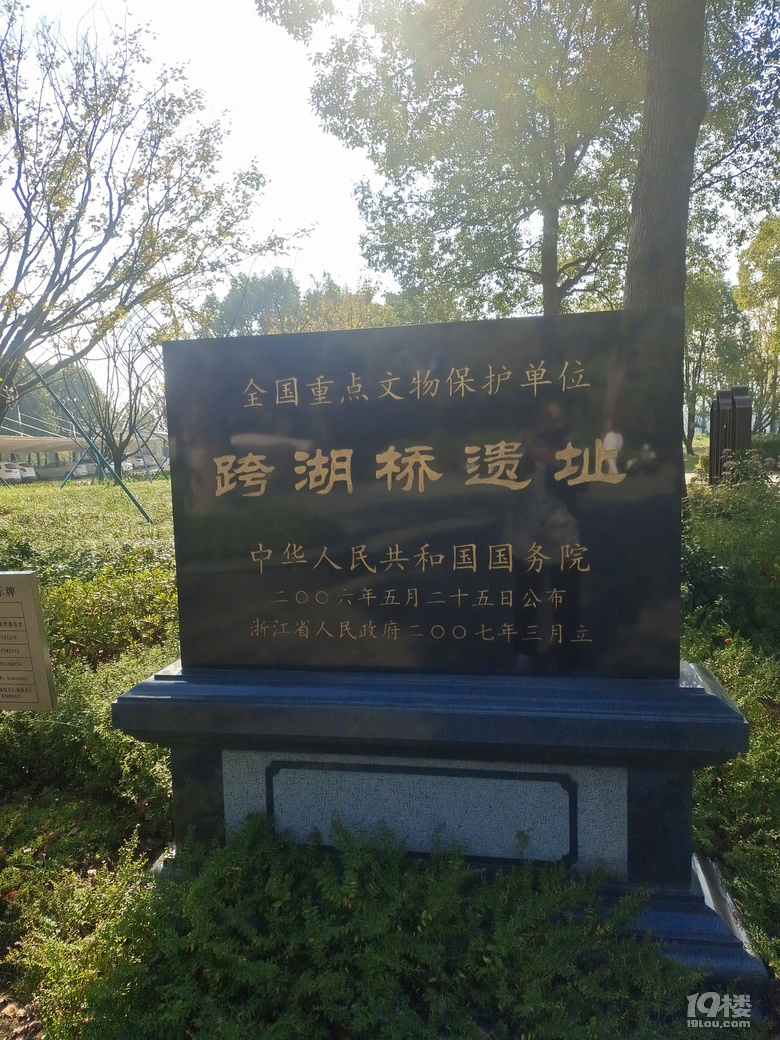 全国重点文物保护单位
跨湖桥遗址
中华人民共和国国务院
二〇〇六年五月二十五日公布
浙江省人民政府二〇〇七年三月立
示牌
19楼
19lou.com